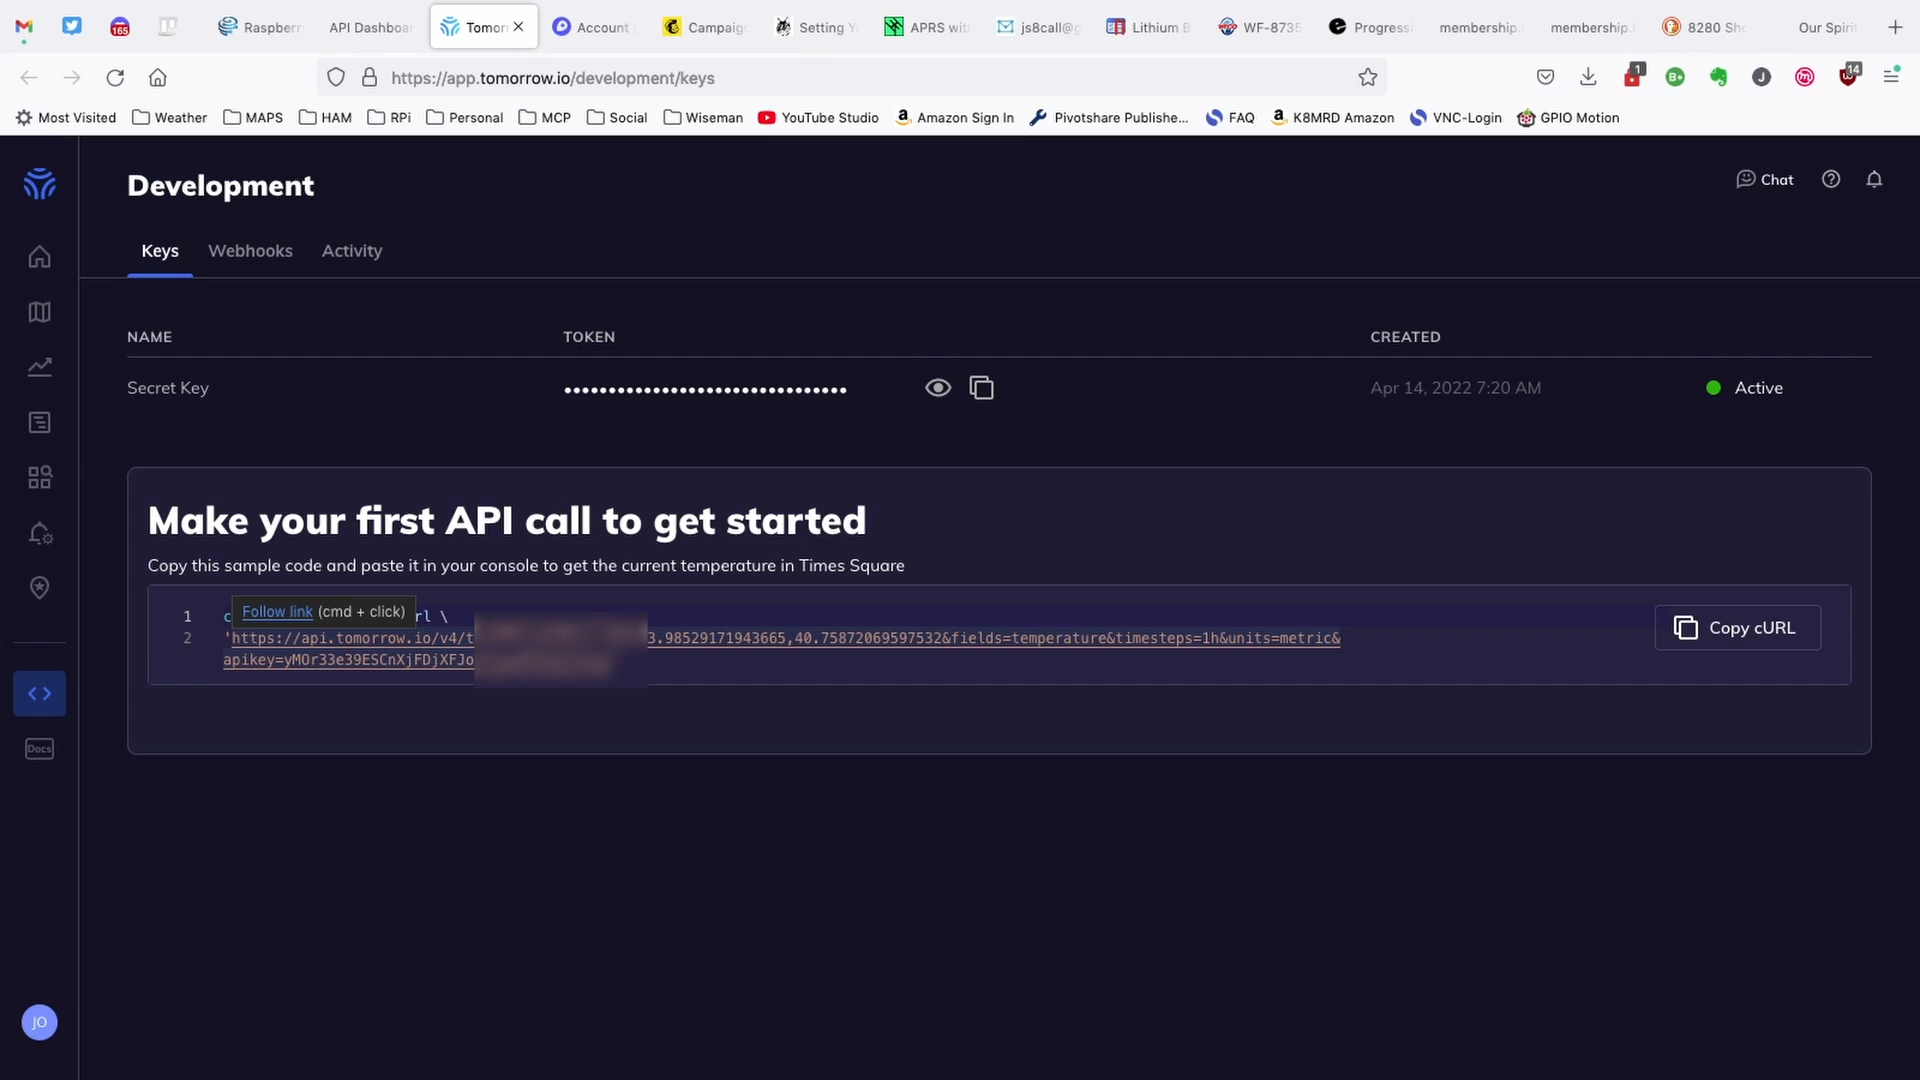 165
Raspberr
API Dashboar
Tomor
Account
Campaign
Setting Y
APRS wit
js8call@g
Lithium B
WF-8735
Progress
membership.
membership.
8280 Sho
Our Spirit
https://app.tomorrow.io/development/keys
1
B+
J
m
14
Most Visited
Weather
MAPS
HAM
RPi
Personal
MCP
Social
Wiseman
YouTube Studio
Amazon Sign In
Pivotshare Publishe...
FAQ
K8MRD Amazon
VNC-Login
GPIO Motion
Development
Chat
Keys
Webhooks
Activity
NAME
TOKEN
CREATED
Secret Key
••••••••••••••••••••••••••••••••
Apr 14, 2022 7:20 AM
Active
Make your first API call to get started
Copy this sample code and paste it in your console to get the current temperature in Times Square
Follow link (cmd + click)
1 c rl \
2 'https://api.tomorrow.io/v4/t 3.98529171943665,40.75872069597532&fields=temperature&timesteps=1h&units=metric&
apikey=yMOr33e39ESCnXjFDjXFJo
Copy cURL
Docs
JO